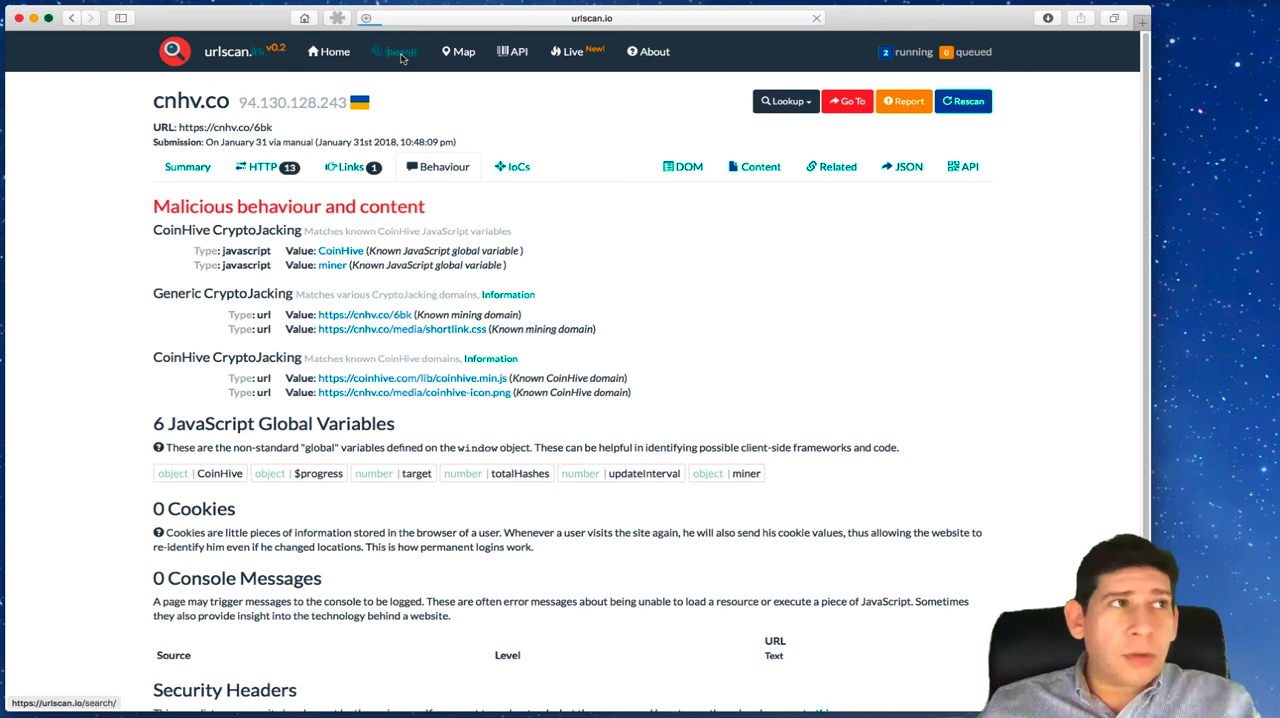 urlscan.io
urlscan.io v0.2 Home Search Map API Live New! About 2 running 0 queued
cnhv.co 94.130.128.243 Lookup Go To Report Rescan
URL: https://cnhv.co/6bk
Submission: On January 31 via manual (January 31st 2018, 10:48:09 pm)
Summary HTTP 13 Links 1 Behaviour IoCs DOM Content Related JSON API
Malicious behaviour and content
CoinHive CryptoJacking Matches known CoinHive JavaScript variables
Type: javascript Value: CoinHive (Known JavaScript global variable )
Type: javascript Value: miner (Known JavaScript global variable )
Generic CryptoJacking Matches various CryptoJacking domains, Information
Type: url Value: https://cnhv.co/6bk (Known mining domain)
Type: url Value: https://cnhv.co/media/shortlink.css (Known mining domain)
CoinHive CryptoJacking Matches known CoinHive domains, Information
Type: url Value: https://coinhive.com/lib/coinhive.min.js (Known CoinHive domain)
Type: url Value: https://cnhv.co/media/coinhive-icon.png (Known CoinHive domain)
6 JavaScript Global Variables
These are the non-standard "global" variables defined on the window object. These can be helpful in identifying possible client-side frameworks and code.
object | CoinHive object | $progress number | target number | totalHashes number | updateInterval object | miner
0 Cookies
Cookies are little pieces of information stored in the browser of a user. Whenever a user visits the site again, he will also send his cookie values, thus allowing the website to
re-identify him even if he changed locations. This is how permanent logins work.
0 Console Messages
A page may trigger messages to the console to be logged. These are often error messages about being unable to load a resource or execute a piece of JavaScript. Sometimes
they also provide insight into the technology behind a website.
URL
Source Level Text
Security Headers
https://urlscan.io/search/